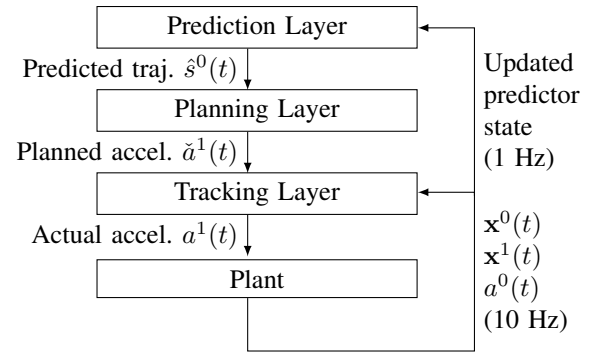 Prediction Layer
Predicted traj. ŝ⁰(t)
Planning Layer
Planned accel. ǎ¹(t)
Tracking Layer
Actual accel. a¹(t)
Plant
Updated
predictor
state
(1 Hz)
𝐱⁰(t)
𝐱¹(t)
a⁰(t)
(10 Hz)